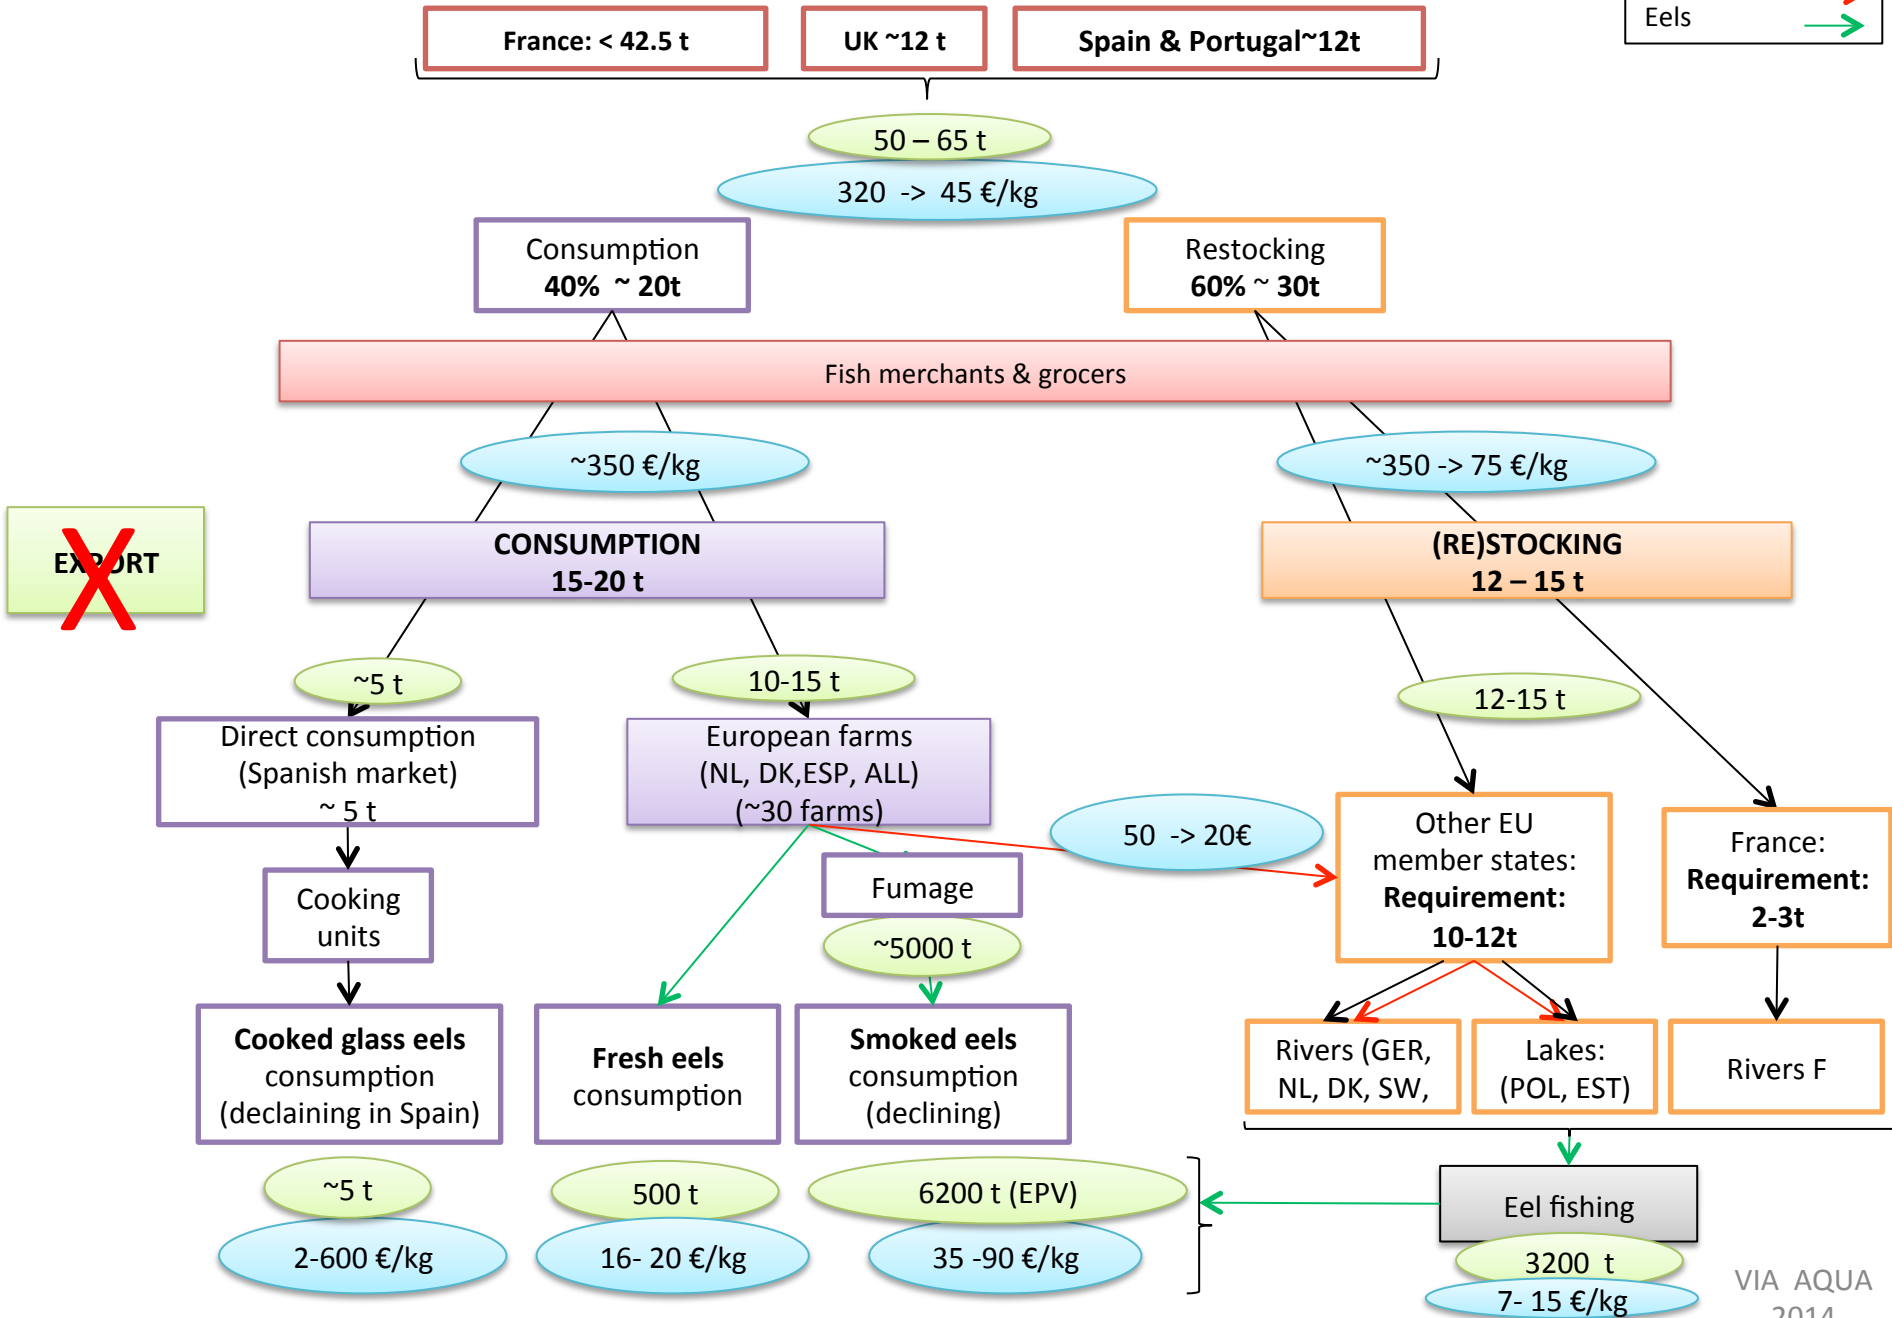 Eels
France: < 42.5 t
UK ~12 t
Spain & Portugal~12t
50 – 65 t
320 -> 45 €/kg
Consumption
40% ~ 20t
Restocking
60% ~ 30t
Fish merchants & grocers
~350 €/kg
~350 -> 75 €/kg
EXPORT
X
CONSUMPTION
15-20 t
(RE)STOCKING
12 – 15 t
~5 t
10-15 t
12-15 t
Direct consumption
(Spanish market)
~ 5 t
European farms
(NL, DK,ESP, ALL)
(~30 farms)
50 -> 20€
Other EU
member states:
Requirement:
10-12t
France:
Requirement:
2-3t
Cooking
units
Fumage
~5000 t
Cooked glass eels
consumption
(declaining in Spain)
Fresh eels
consumption
Smoked eels
consumption
(declining)
Rivers (GER,
NL, DK, SW,
Lakes:
(POL, EST)
Rivers F
~5 t
2-600 €/kg
500 t
16- 20 €/kg
6200 t (EPV)
35 -90 €/kg
Eel fishing
3200 t
7- 15 €/kg
VIA AQUA
2014